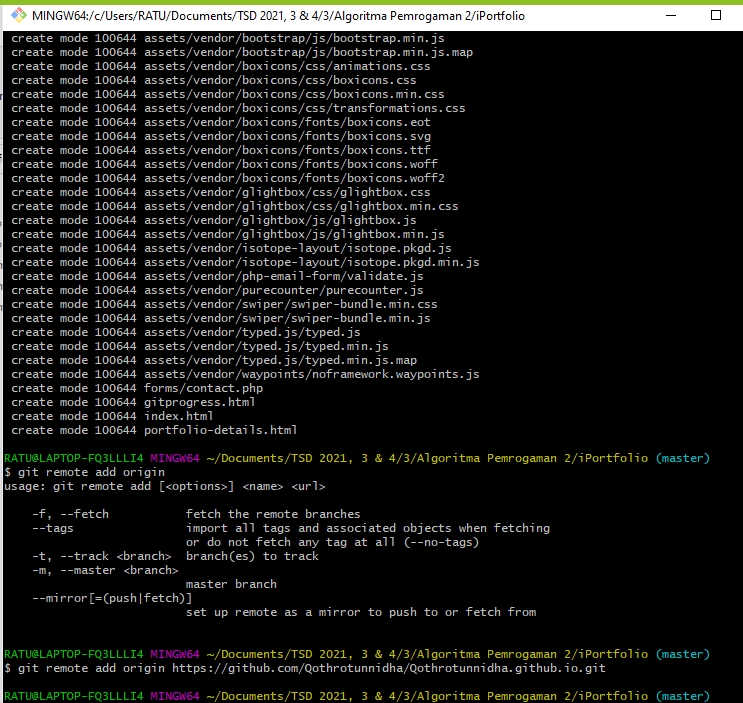 MINGW64:/c/Users/RATU/Documents/TSD 2021, 3 & 4/3/Algoritma Pemrogaman 2/iPortfolio
create mode 100644 assets/vendor/bootstrap/js/bootstrap.min.js
create mode 100644 assets/vendor/bootstrap/js/bootstrap.min.js.map
create mode 100644 assets/vendor/boxicons/css/animations.css
create mode 100644 assets/vendor/boxicons/css/boxicons.css
create mode 100644 assets/vendor/boxicons/css/boxicons.min.css
create mode 100644 assets/vendor/boxicons/css/transformations.css
create mode 100644 assets/vendor/boxicons/fonts/boxicons.eot
create mode 100644 assets/vendor/boxicons/fonts/boxicons.svg
create mode 100644 assets/vendor/boxicons/fonts/boxicons.ttf
create mode 100644 assets/vendor/boxicons/fonts/boxicons.woff
create mode 100644 assets/vendor/boxicons/fonts/boxicons.woff2
create mode 100644 assets/vendor/glightbox/css/glightbox.css
create mode 100644 assets/vendor/glightbox/css/glightbox.min.css
create mode 100644 assets/vendor/glightbox/js/glightbox.js
create mode 100644 assets/vendor/glightbox/js/glightbox.min.js
create mode 100644 assets/vendor/isotope-layout/isotope.pkgd.js
create mode 100644 assets/vendor/isotope-layout/isotope.pkgd.min.js
create mode 100644 assets/vendor/php-email-form/validate.js
create mode 100644 assets/vendor/purecounter/purecounter.js
create mode 100644 assets/vendor/swiper/swiper-bundle.min.css
create mode 100644 assets/vendor/swiper/swiper-bundle.min.js
create mode 100644 assets/vendor/typed.js/typed.js
create mode 100644 assets/vendor/typed.js/typed.min.js
create mode 100644 assets/vendor/typed.js/typed.min.js.map
create mode 100644 assets/vendor/waypoints/noframework.waypoints.js
create mode 100644 forms/contact.php
create mode 100644 gitprogress.html
create mode 100644 index.html
create mode 100644 portfolio-details.html
RATU@LAPTOP-FQ3LLLI4 MINGW64 ~/Documents/TSD 2021, 3 & 4/3/Algoritma Pemrogaman 2/iPortfolio (master)
$ git remote add origin
usage: git remote add [<options>] <name> <url>
-f, --fetch fetch the remote branches
--tags import all tags and associated objects when fetching
or do not fetch any tag at all (--no-tags)
-t, --track <branch> branch(es) to track
-m, --master <branch>
master branch
--mirror[=(push|fetch)]
set up remote as a mirror to push to or fetch from
RATU@LAPTOP-FQ3LLLI4 MINGW64 ~/Documents/TSD 2021, 3 & 4/3/Algoritma Pemrogaman 2/iPortfolio (master)
$ git remote add origin https://github.com/Qothrotunnidha/Qothrotunnidha.github.io.git
RATU@LAPTOP-FQ3LLLI4 MINGW64 ~/Documents/TSD 2021, 3 & 4/3/Algoritma Pemrogaman 2/iPortfolio (master)